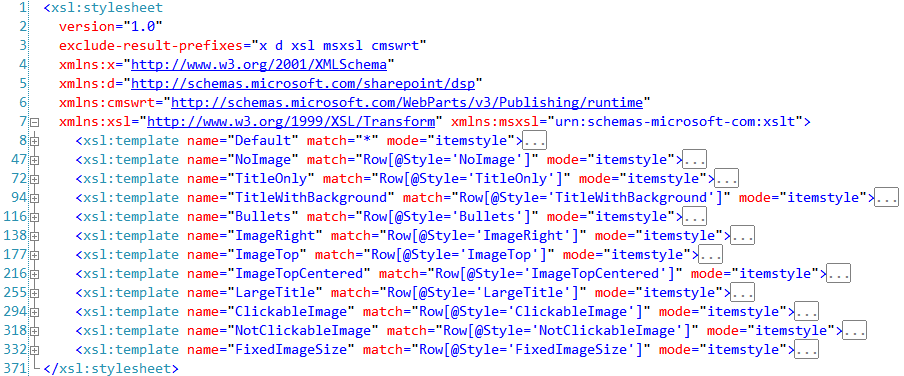 1 <xsl:stylesheet
2 version="1.0"
3 exclude-result-prefixes="x d xsl msxsl cmswrt"
4 xmlns:x="http://www.w3.org/2001/XMLSchema"
5 xmlns:d="http://schemas.microsoft.com/sharepoint/dsp"
6 xmlns:cmswrt="http://schemas.microsoft.com/WebParts/v3/Publishing/runtime"
7 xmlns:xsl="http://www.w3.org/1999/XSL/Transform" xmlns:msxsl="urn:schemas-microsoft-com:xslt">
8 <xsl:template name="Default" match="*" mode="itemstyle">...
47 <xsl:template name="NoImage" match="Row[@Style='NoImage']" mode="itemstyle">...
72 <xsl:template name="TitleOnly" match="Row[@Style='TitleOnly']" mode="itemstyle">...
94 <xsl:template name="TitleWithBackground" match="Row[@Style='TitleWithBackground']" mode="itemstyle">...
116 <xsl:template name="Bullets" match="Row[@Style='Bullets']" mode="itemstyle">...
138 <xsl:template name="ImageRight" match="Row[@Style='ImageRight']" mode="itemstyle">...
177 <xsl:template name="ImageTop" match="Row[@Style='ImageTop']" mode="itemstyle">...
216 <xsl:template name="ImageTopCentered" match="Row[@Style='ImageTopCentered']" mode="itemstyle">...
255 <xsl:template name="LargeTitle" match="Row[@Style='LargeTitle']" mode="itemstyle">...
294 <xsl:template name="ClickableImage" match="Row[@Style='ClickableImage']" mode="itemstyle">...
318 <xsl:template name="NotClickableImage" match="Row[@Style='NotClickableImage']" mode="itemstyle">...
332 <xsl:template name="FixedImageSize" match="Row[@Style='FixedImageSize']" mode="itemstyle">...
371 </xsl:stylesheet>